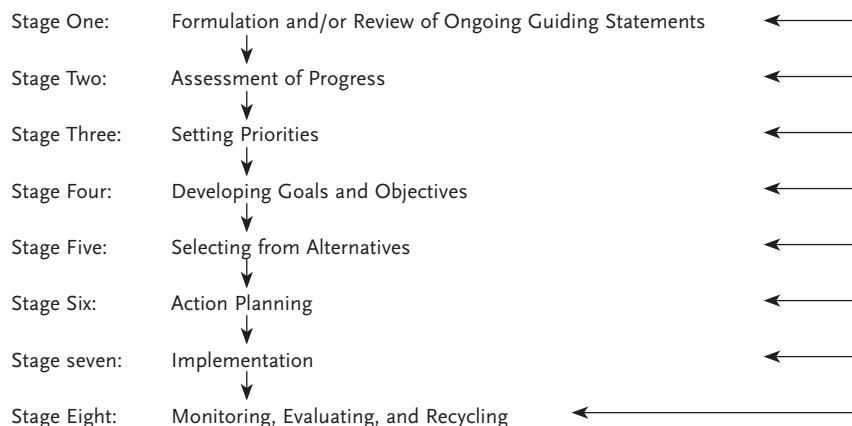 Stage One: Formulation and/or Review of Ongoing Guiding Statements
Stage Two: Assessment of Progress
Stage Three: Setting Priorities
Stage Four: Developing Goals and Objectives
Stage Five: Selecting from Alternatives
Stage Six: Action Planning
Stage seven: Implementation
Stage Eight: Monitoring, Evaluating, and Recycling